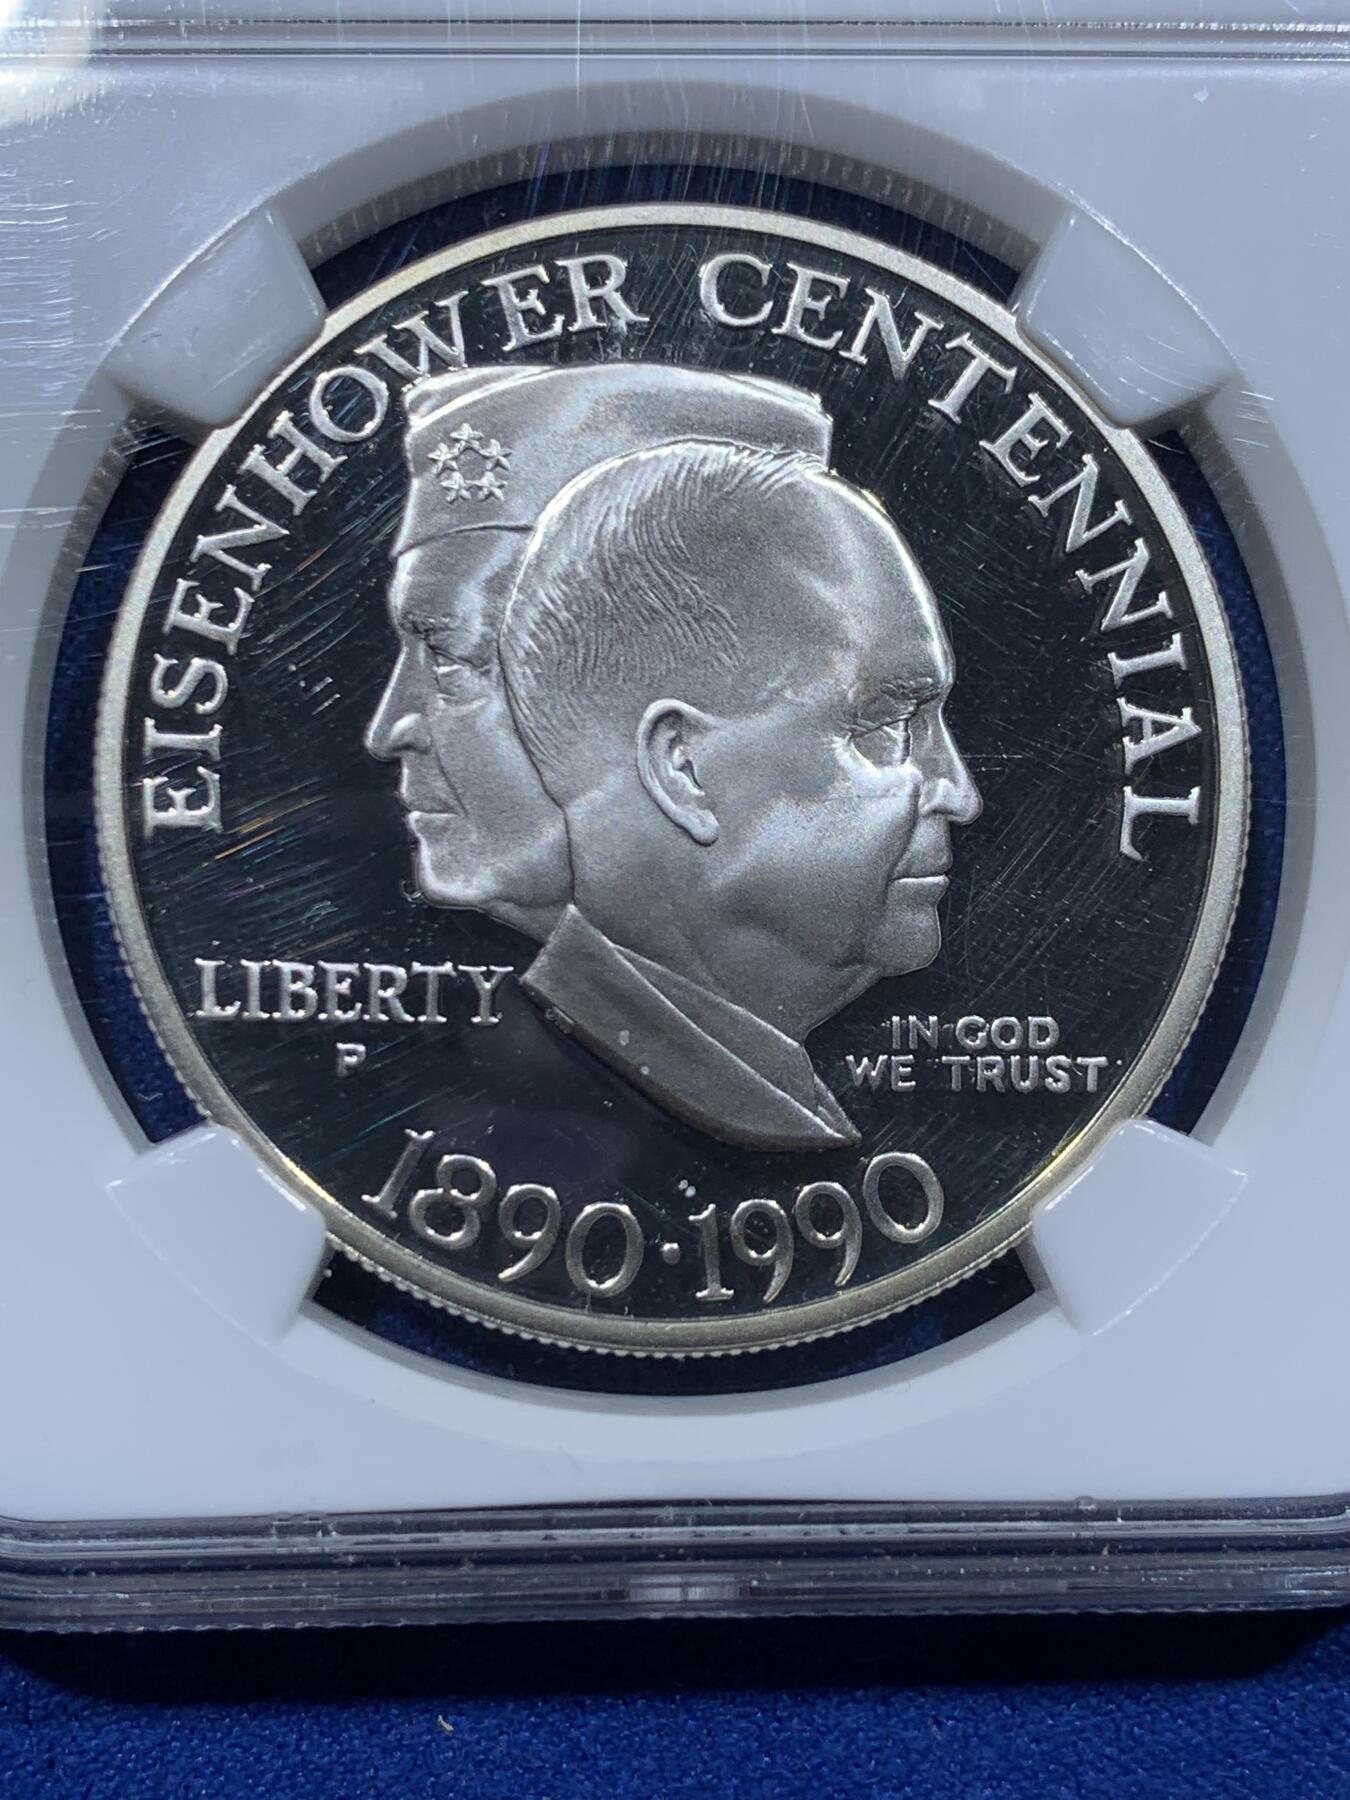 EISENHOWER CENTENNIAL
LIBERTY
P
IN GOD
WE TRUST
1890·1990